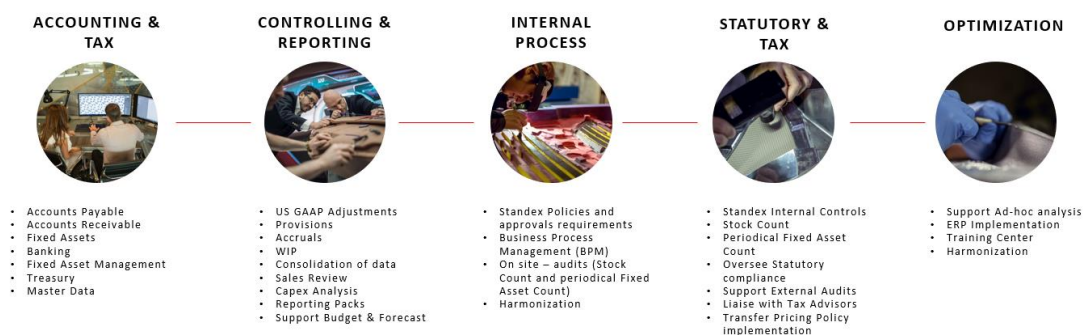 ACCOUNTING &
TAX
• Accounts Payable
• Accounts Receivable
• Fixed Assets
• Banking
• Fixed Asset Management
• Treasury
• Master Data
CONTROLLING &
REPORTING
• US GAAP Adjustments
• Provisions
• Accruals
• WIP
• Consolidation of data
• Sales Review
• Capex Analysis
• Reporting Packs
• Support Budget & Forecast
INTERNAL
PROCESS
• Standex Policies and
approvals requirements
• Business Process
Management (BPM)
• On site – audits (Stock
Count and periodical Fixed
Asset Count)
• Harmonization
STATUTORY &
TAX
• Standex Internal Controls
• Stock Count
• Periodical Fixed Asset
Count
• Oversee Statutory
compliance
• Support External Audits
• Liaise with Tax Advisors
• Transfer Pricing Policy
implementation
OPTIMIZATION
• Support Ad-hoc analysis
• ERP Implementation
• Training Center
• Harmonization